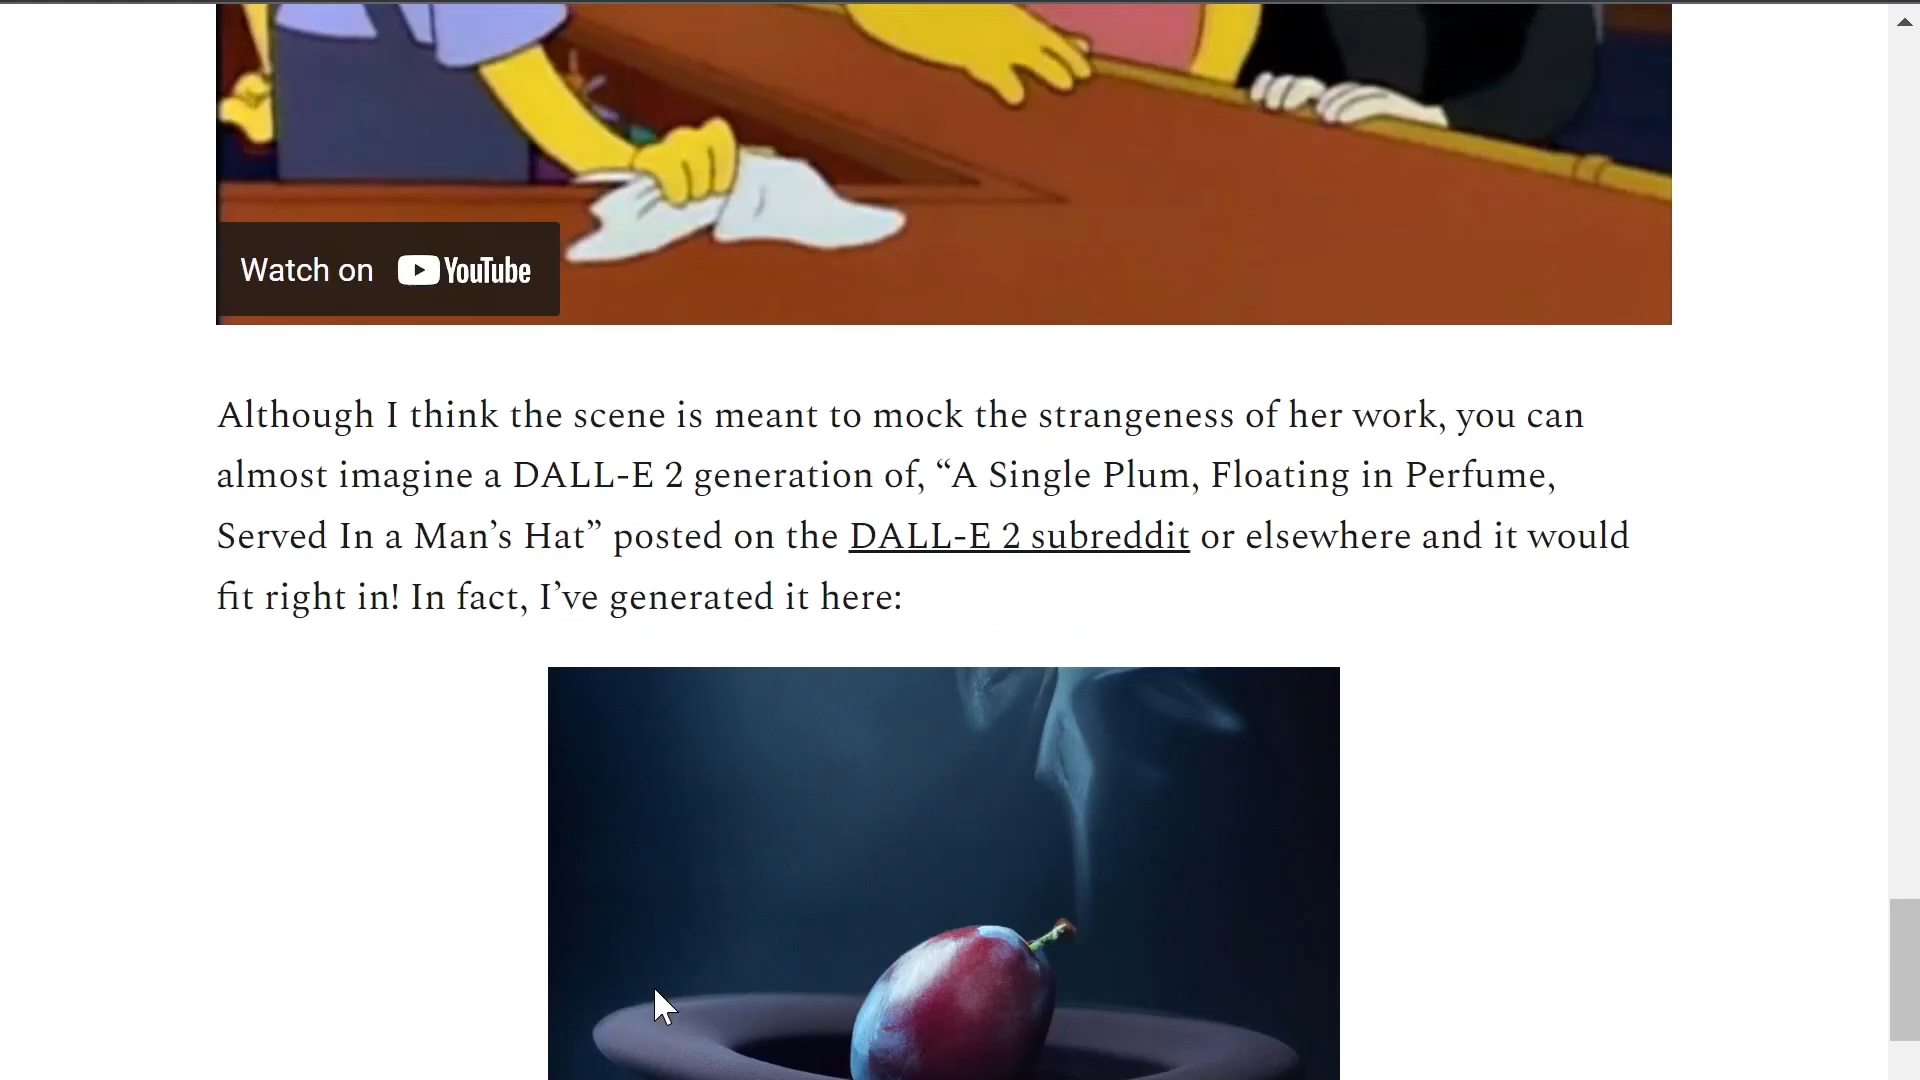 Watch on YouTube
Although I think the scene is meant to mock the strangeness of her work, you can
almost imagine a DALL-E 2 generation of, “A Single Plum, Floating in Perfume,
Served In a Man’s Hat” posted on the DALL-E 2 subreddit or elsewhere and it would
fit right in! In fact, I’ve generated it here: